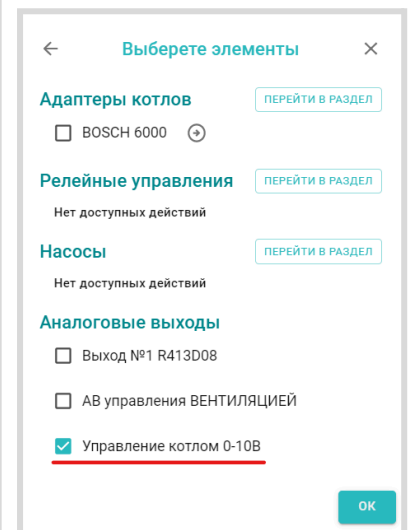 Выберете элементы
Адаптеры котлов ПЕРЕЙТИ В РАЗДЕЛ
BOSCH 6000
Релейные управления ПЕРЕЙТИ В РАЗДЕЛ
Нет доступных действий
Насосы ПЕРЕЙТИ В РАЗДЕЛ
Нет доступных действий
Аналоговые выходы
Выход №1 R413D08
АВ управления ВЕНТИЛЯЦИЕЙ
Управление котлом 0-10В
ОК